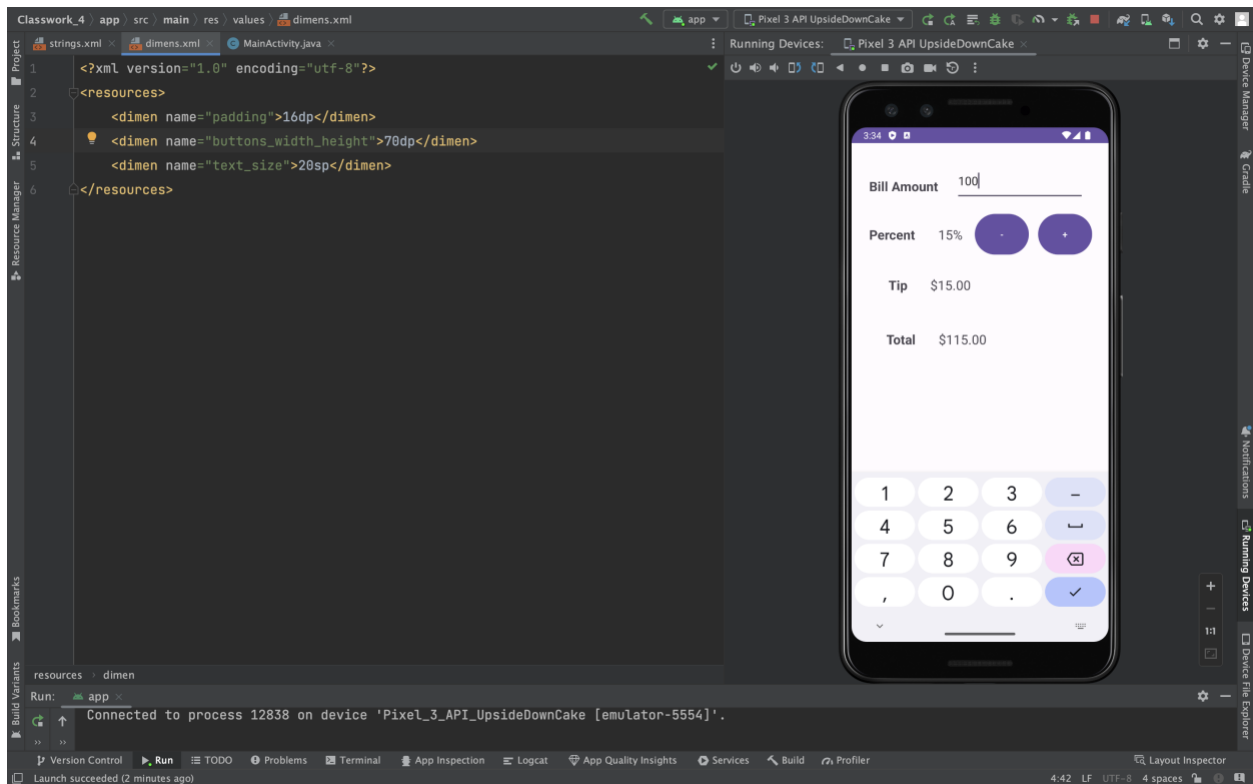 Classwork_4 > app > src > main > res > values > dimens.xml
app
Pixel 3 API UpsideDownCake
strings.xml
dimens.xml
MainActivity.java
Running Devices: Pixel 3 API UpsideDownCake
Project
Structure
Resource Manager
Bookmarks
Build Variants
1 <?xml version="1.0" encoding="utf-8"?>
2 <resources>
3 <dimen name="padding">16dp</dimen>
4 <dimen name="buttons_width_height">70dp</dimen>
5 <dimen name="text_size">20sp</dimen>
6 </resources>
3:34
Bill Amount 100
Percent 15% - +
Tip $15.00
Total $115.00
1 2 3 –
4 5 6
7 8 9
, 0 .
Device Manager
Gradle
Notifications
Running Devices
Device File Explorer
+
–
1:1
resources > dimen
Run: app
Connected to process 12838 on device 'Pixel_3_API_UpsideDownCake [emulator-5554]'.
>> >>
Version Control Run TODO Problems Terminal App Inspection Logcat App Quality Insights Services Build Profiler Layout Inspector
Launch succeeded (2 minutes ago) 4:42 LF UTF-8 4 spaces